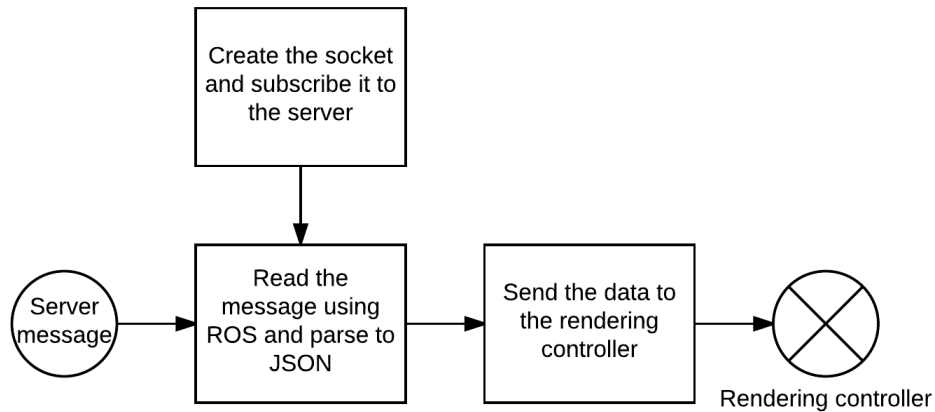 Create the socket
and subscribe it to
the server
Server
message
Read the
message using
ROS and parse to
JSON
Send the data to
the rendering
controller
Rendering controller